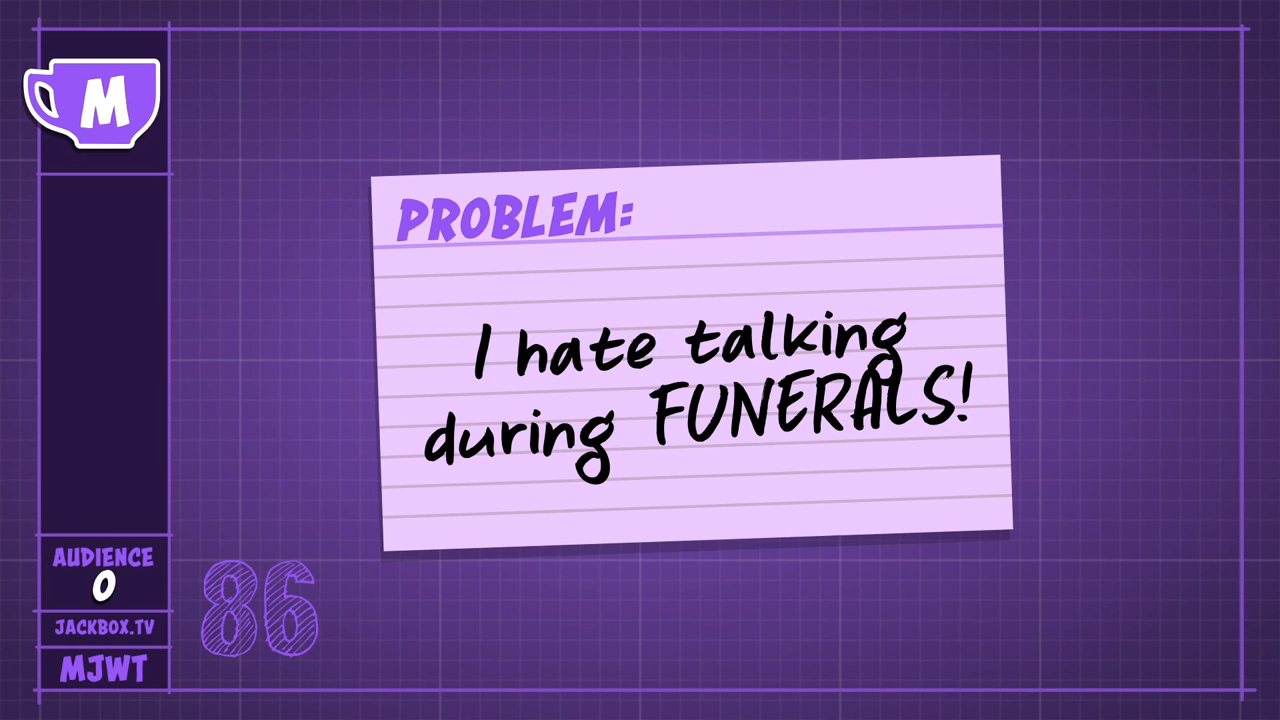 M
PROBLEM:
I hate talking
during FUNERALS!
AUDIENCE
0
JACKBOX.TV
MJWT
86